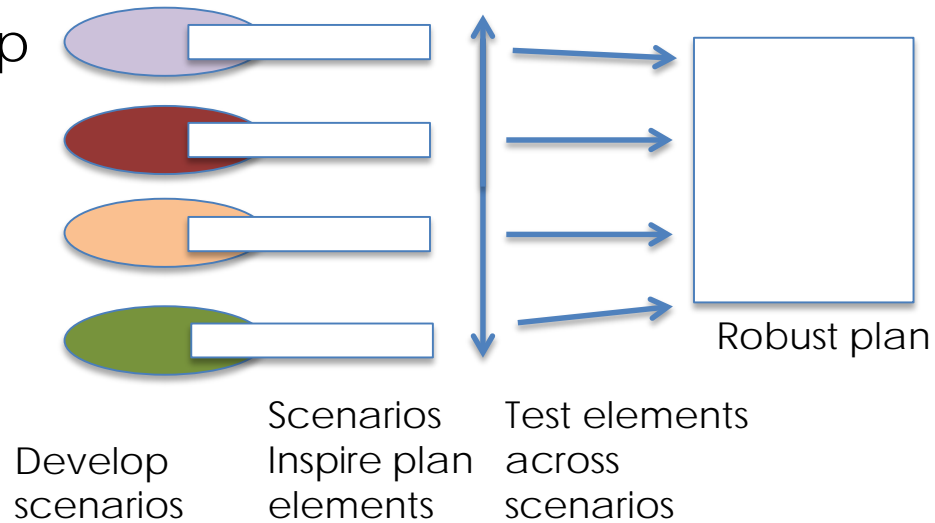 p
Robust plan
Develop
scenarios
Scenarios
Inspire plan
elements
Test elements
across
scenarios